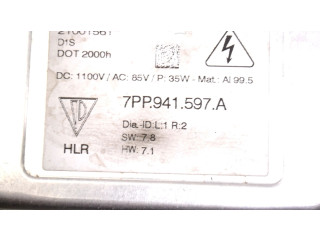 D1S
DOT 2000h
DC: 1100V / AC: 85V / P: 35W - Mat.: Al 99.5
7PP.941.597.A
Dia.-ID:L:1 R:2
SW: 7.8
HW: 7.1
HLR